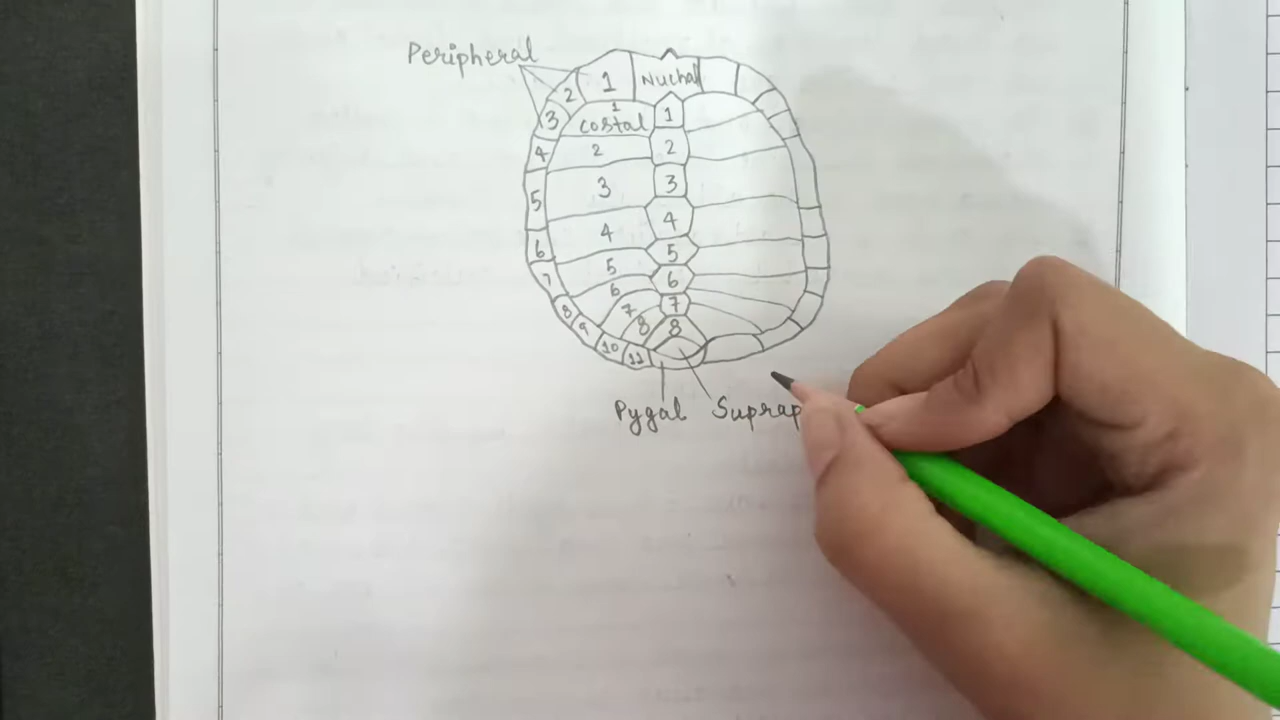 Peripheral
1 Nuchal
2
3 1 1
costal
4 2 2
5 3 3
4 4
6 5 5
7 6 6
8 7 7
9 8 8
10 11
Pygal Suprap